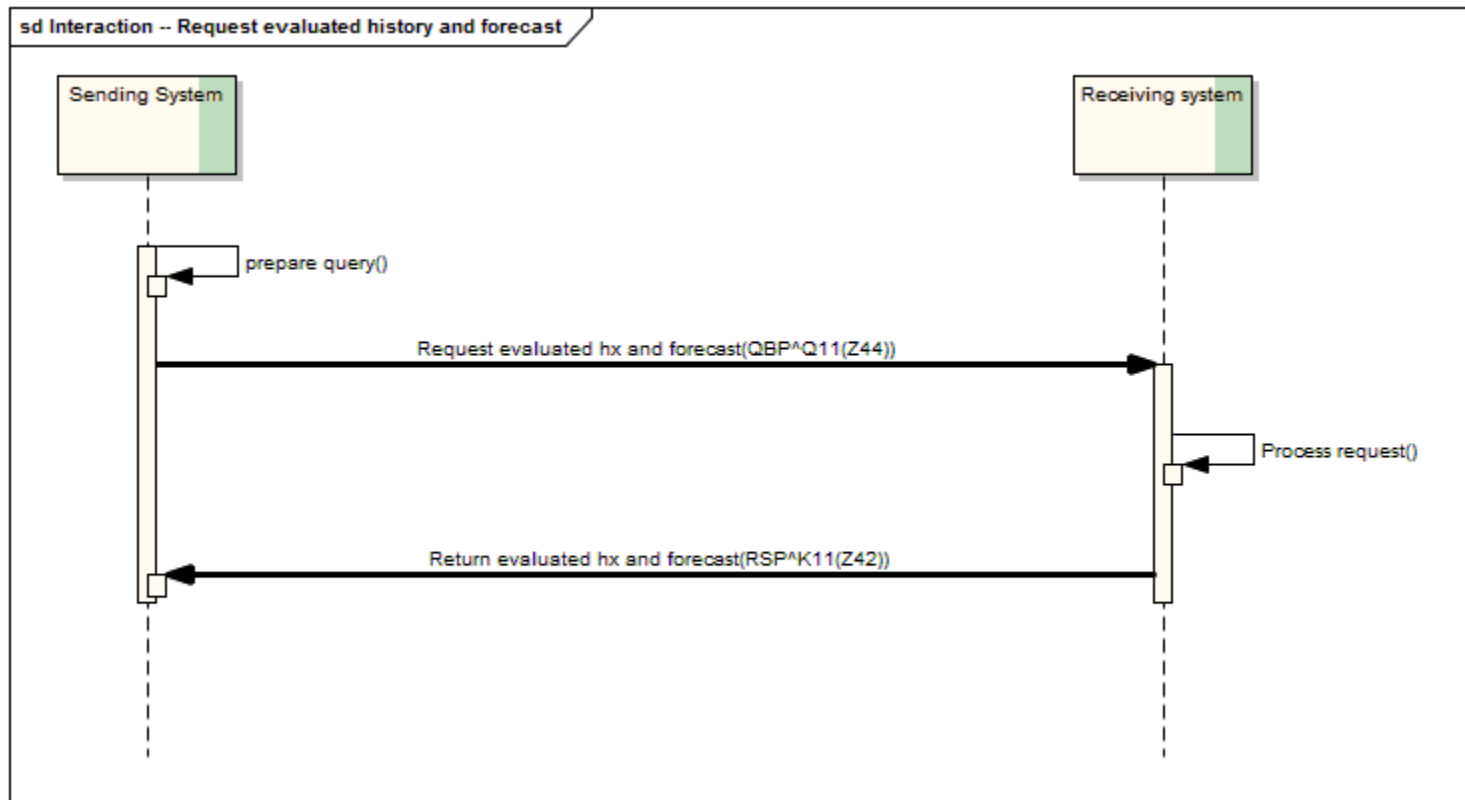 sd Interaction -- Request evaluated history and forecast
Sending System
Receiving system
prepare query()
Request evaluated hx and forecast(QBP^Q11(Z44))
Process request()
Return evaluated hx and forecast(RSP^K11(Z42))